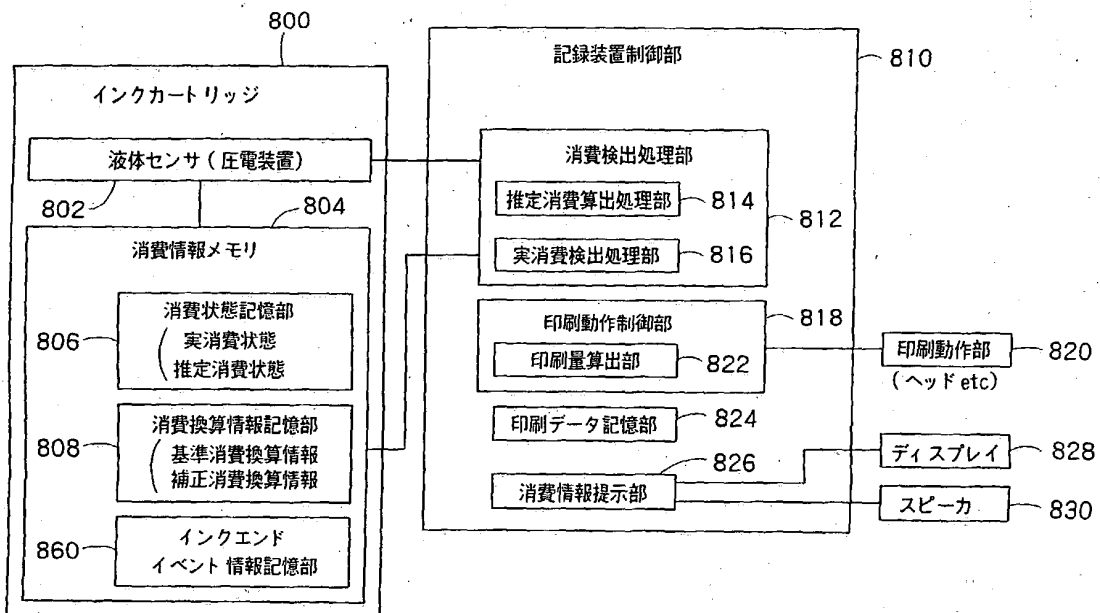 800
インクカートリッジ
液体センサ(圧電装置)
802
804
消費情報メモリ
消費状態記憶部
実消費状態
推定消費状態
806
消費換算情報記憶部
基準消費換算情報
補正消費換算情報
808
インクエンド
イベント情報記憶部
860
記録装置制御部
810
消費検出処理部
推定消費算出処理部
814
812
実消費検出処理部
816
印刷動作制御部
818
印刷量算出部
822
印刷動作部
820
(ヘッドetc)
印刷データ記憶部
824
826
消費情報提示部
ディスプレイ
828
スピーカ
830